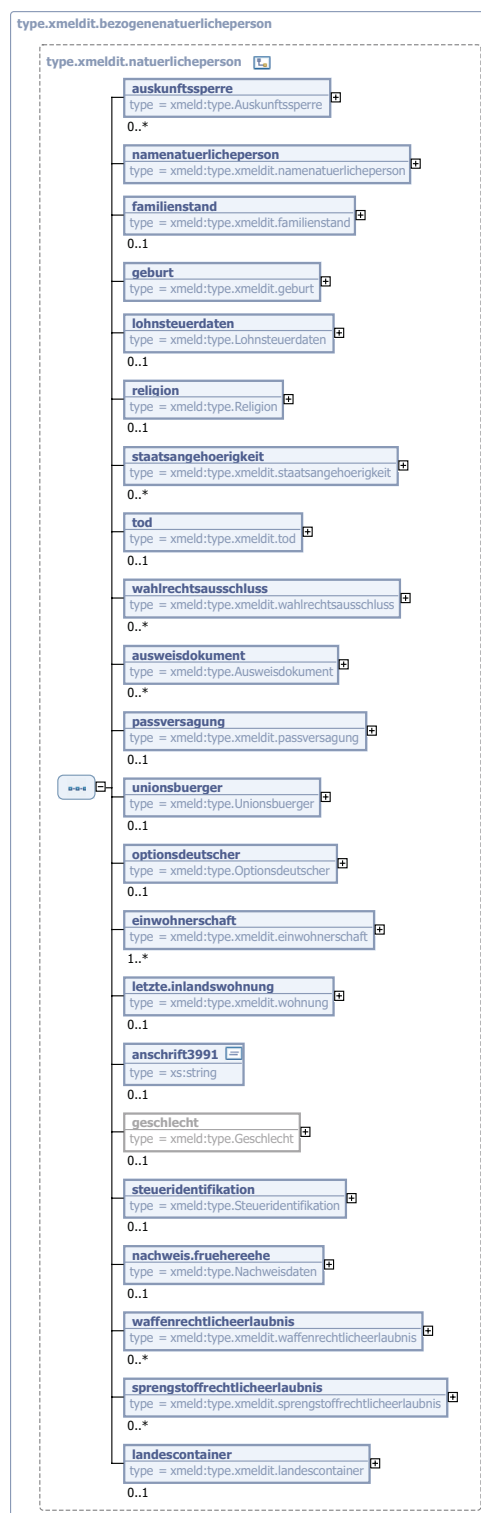 type.xmeldit.bezogenenatuerlicheperson
type.xmeldit.natuerlicheperson
auskunftssperre
type = xmeld:type.Auskunftssperre
0..*
namenatuerlicheperson
type = xmeld:type.xmeldit.namenatuerlicheperson
familienstand
type = xmeld:type.xmeldit.familienstand
0..1
geburt
type = xmeld:type.xmeldit.geburt
lohnsteuerdaten
type = xmeld:type.Lohnsteuerdaten
0..1
religion
type = xmeld:type.Religion
0..1
staatsangehoerigkeit
type = xmeld:type.xmeldit.staatsangehoerigkeit
0..*
tod
type = xmeld:type.xmeldit.tod
0..1
wahlrechtsausschluss
type = xmeld:type.xmeldit.wahlrechtsausschluss
0..*
ausweisdokument
type = xmeld:type.Ausweisdokument
0..*
passversagung
type = xmeld:type.xmeldit.passversagung
0..1
unionsbuerger
type = xmeld:type.Unionsbuerger
0..1
optionsdeutscher
type = xmeld:type.Optionsdeutscher
0..1
einwohnerschaft
type = xmeld:type.xmeldit.einwohnerschaft
1..*
letzte.inlandswohnung
type = xmeld:type.xmeldit.wohnung
0..1
anschrift3991
type = xs:string
0..1
geschlecht
type = xmeld:type.Geschlecht
0..1
steueridentifikation
type = xmeld:type.Steueridentifikation
0..1
nachweis.fruehereehe
type = xmeld:type.Nachweisdaten
0..1
waffenrechtlicheerlaubnis
type = xmeld:type.xmeldit.waffenrechtlicheerlaubnis
0..*
sprengstoffrechtlicheerlaubnis
type = xmeld:type.xmeldit.sprengstoffrechtlicheerlaubnis
0..*
landescontainer
type = xmeld:type.xmeldit.landescontainer
0..1